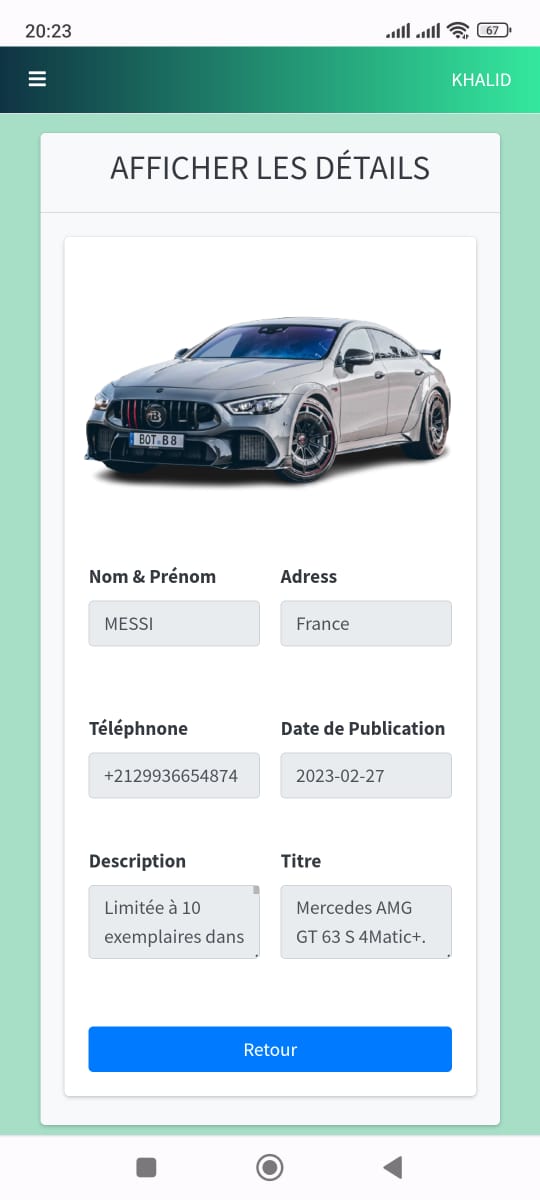 20:23
67
KHALID
AFFICHER LES DÉTAILS
B
BOT B8
Nom & Prénom
Adress
MESSI
France
Téléphnone
Date de Publication
+2129936654874
2023-02-27
Description
Titre
Limitée à 10
exemplaires dans
Mercedes AMG
GT 63 S 4Matic+.
Retour